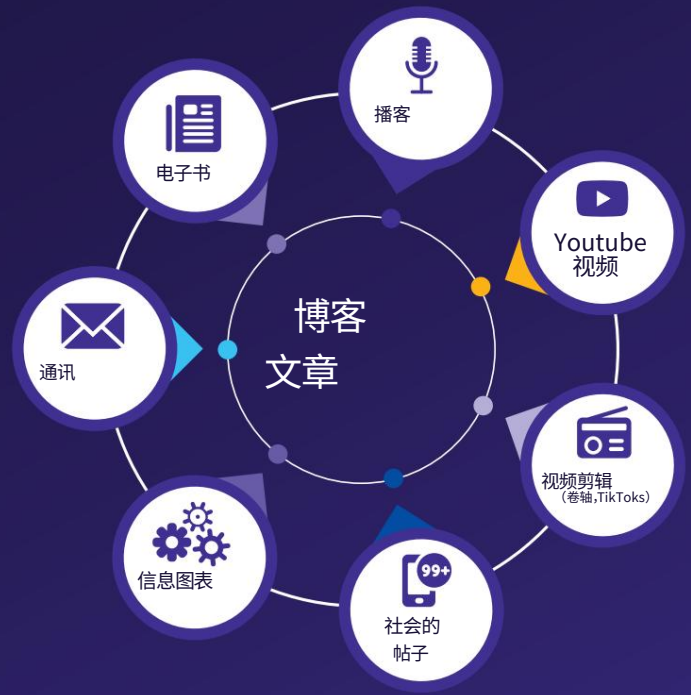 播客
电子书
Youtube
视频
博客
文章
通讯
视频剪辑
（卷轴,TikToks）
信息图表
99+
社会的
帖子